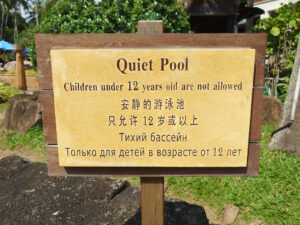 Quiet Pool
Children under 12 years old are not allowed
安静的游泳池
只允许 12 岁或以上
Тихий бассейн
Только для детей в возрасте от 12 лет